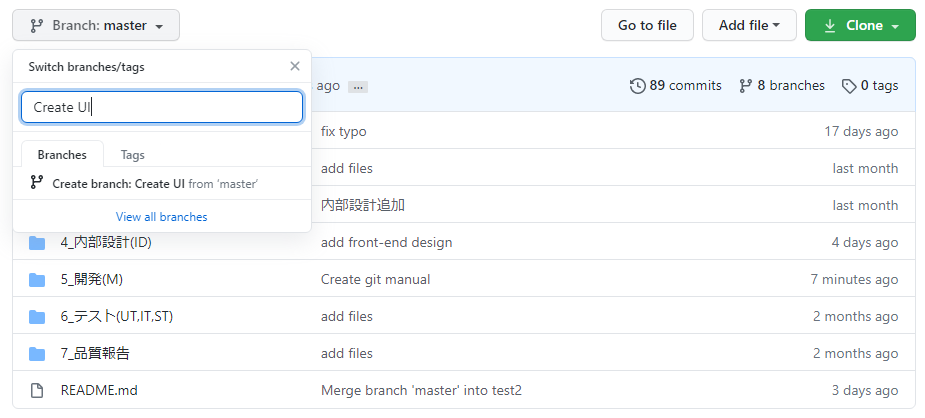 Branch: master
Go to file
Add file
Clone
Switch branches/tags
ago ...
89 commits
8 branches
0 tags
Create UI
fix typo
17 days ago
Branches
Tags
add files
last month
Create branch: Create UI from 'master'
内部設計追加
last month
View all branches
4_内部設計(ID)
add front-end design
4 days ago
5_開発(M)
Create git manual
7 minutes ago
6_テスト(UT,IT,ST)
add files
2 months ago
7_品質報告
add files
2 months ago
README.md
Merge branch 'master' into test2
3 days ago